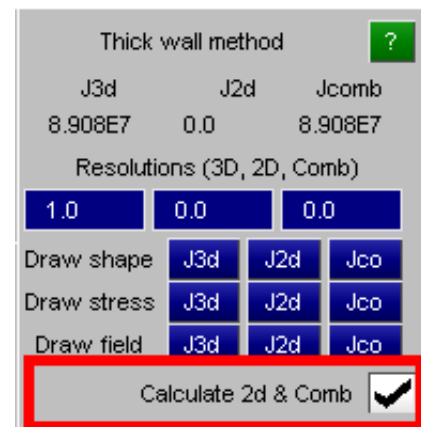 Thick wall method ?
J3d J2d Jcomb
8.908E7 0.0 8.908E7
Resolutions (3D, 2D, Comb)
1.0 0.0 0.0
Draw shape J3d J2d Jco
Draw stress J3d J2d Jco
Draw field J3d J2d Jco
Calculate 2d & Comb